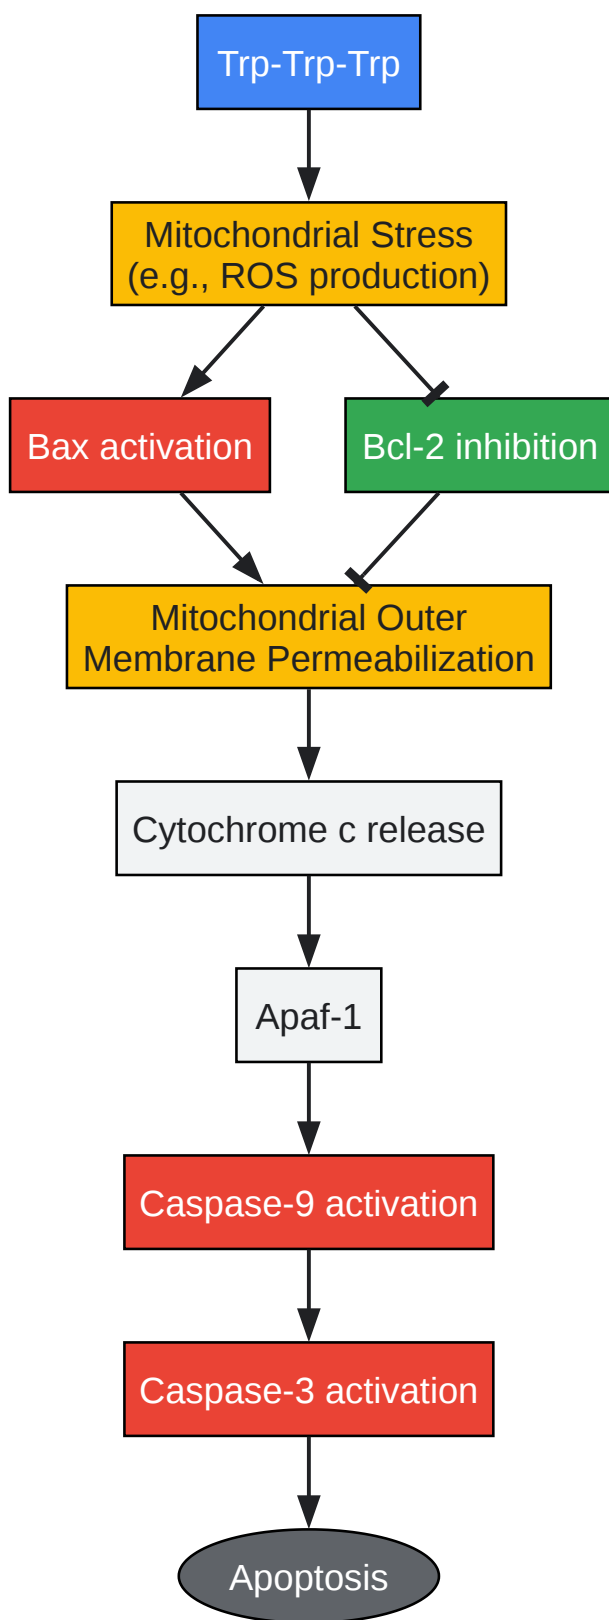 Trp-Trp-Trp
Mitochondrial Stress
(e.g., ROS production)
Bax activation
Bcl-2 inhibition
Mitochondrial Outer
Membrane Permeabilization
Cytochrome c release
Apaf-1
Caspase-9 activation
Caspase-3 activation
Apoptosis